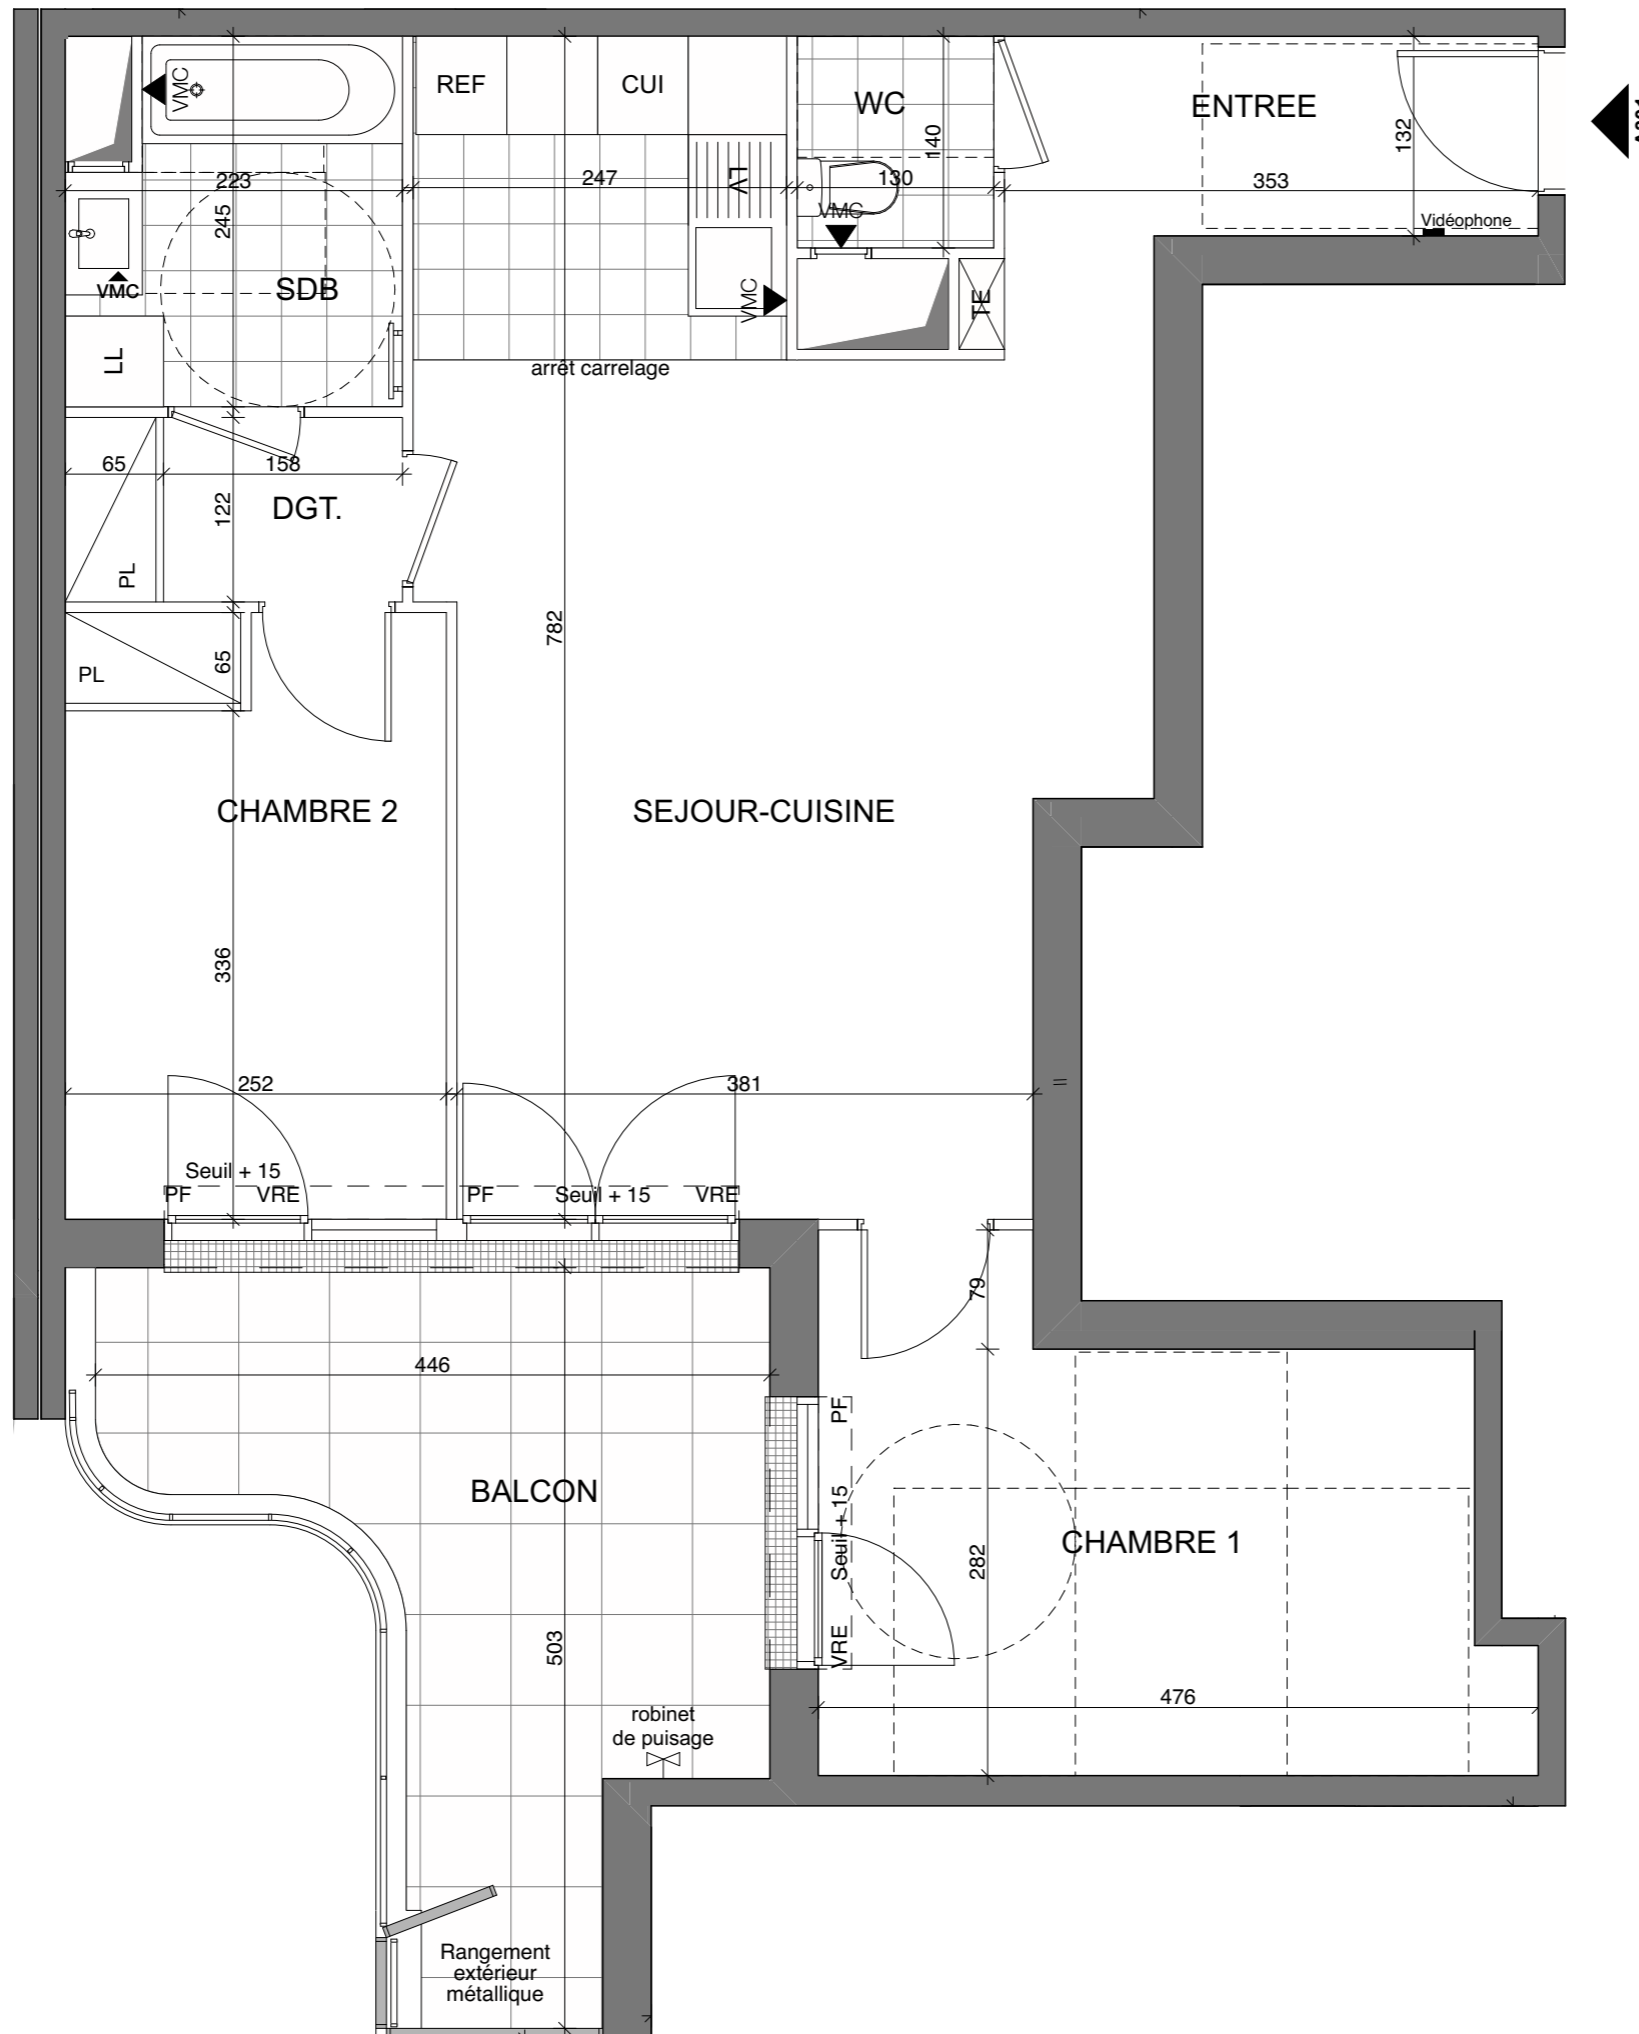 REF
CUI
WC
ENTREE
VMC
140
132
223
247
130
353
LV
245
VMC
Vidéophone
SDB
VMC
VMC
TE
LL
arrêt carrelage
65
158
122
DGT.
PL
782
PL
65
CHAMBRE 2
SEJOUR-CUISINE
336
252
381
Seuil + 15
PF
VRE
PF
Seuil + 15
VRE
79
446
PF
BALCON
Seuil + 15
CHAMBRE 1
282
503
VRE
476
robinet
de puisage
Rangement
extérieur
métallique